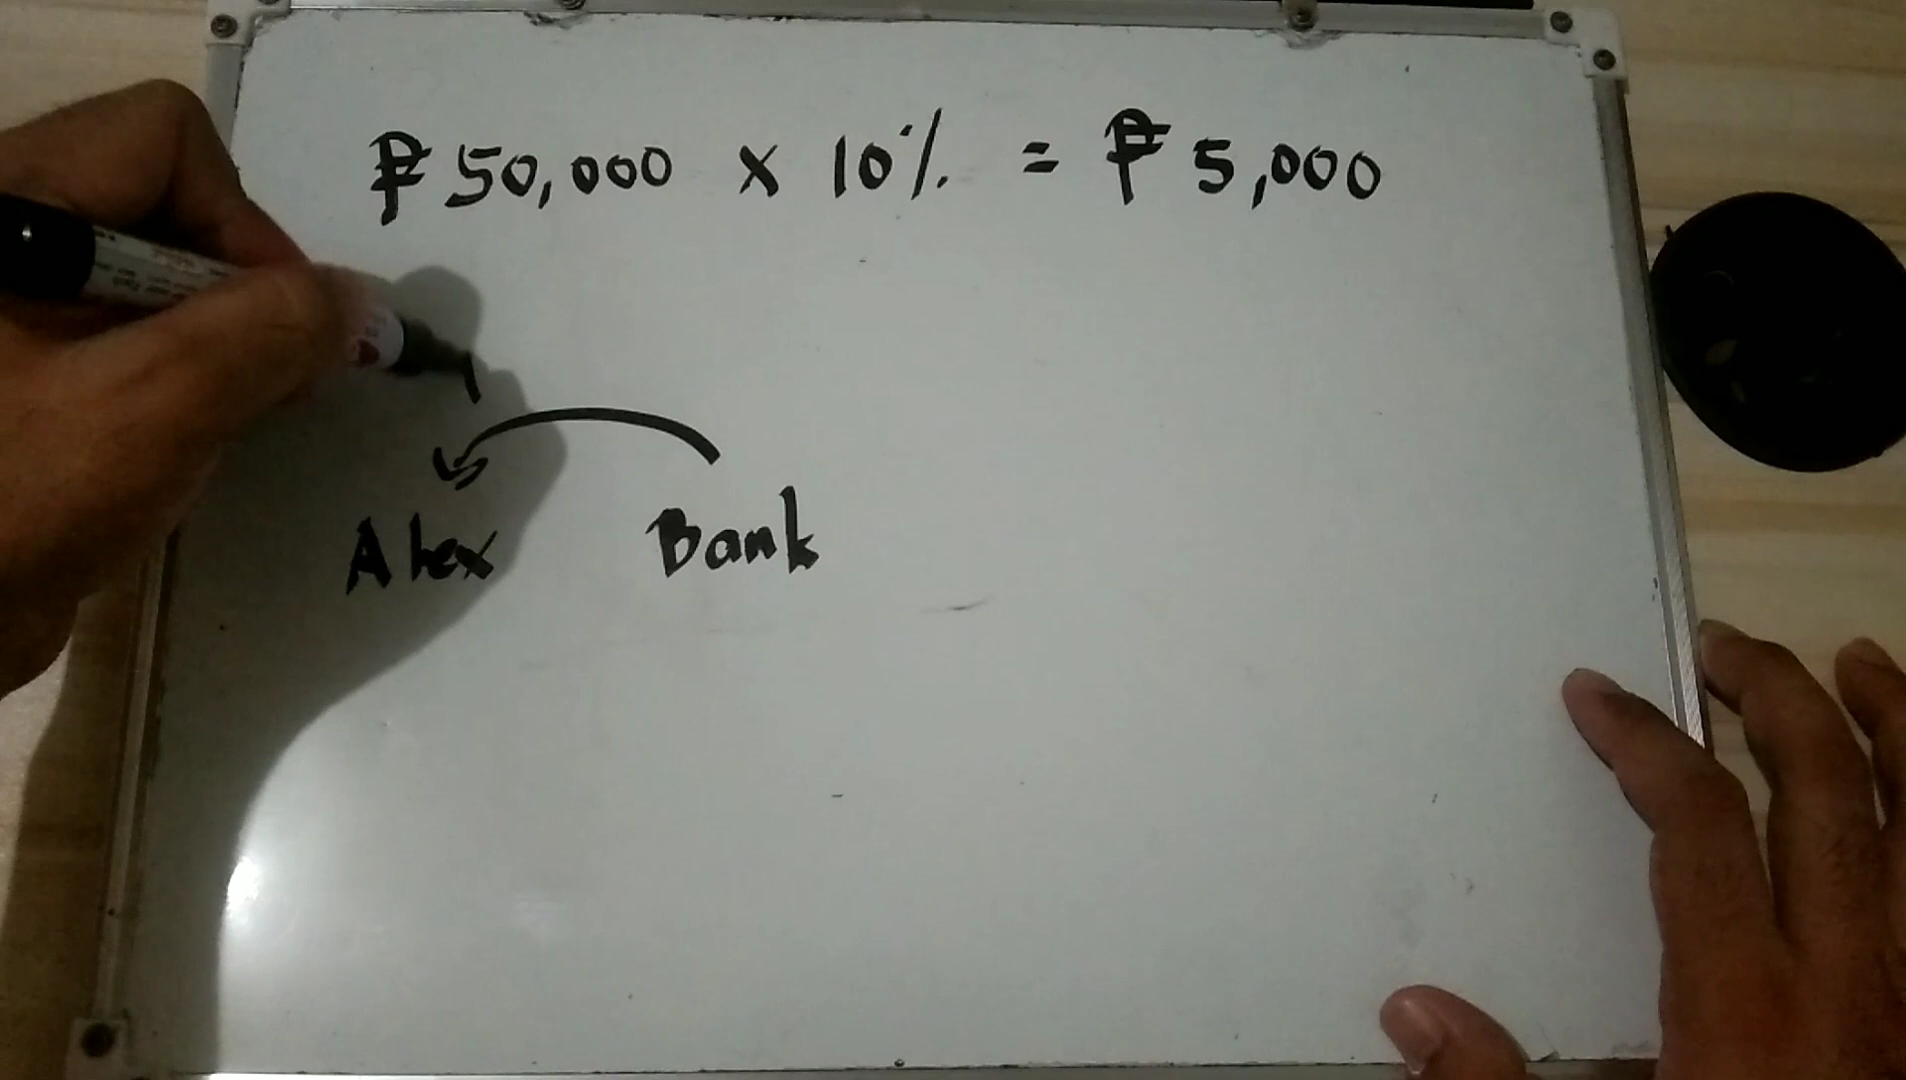 ₱ 50,000 x 10% = ₱ 5,000
Alex Bank